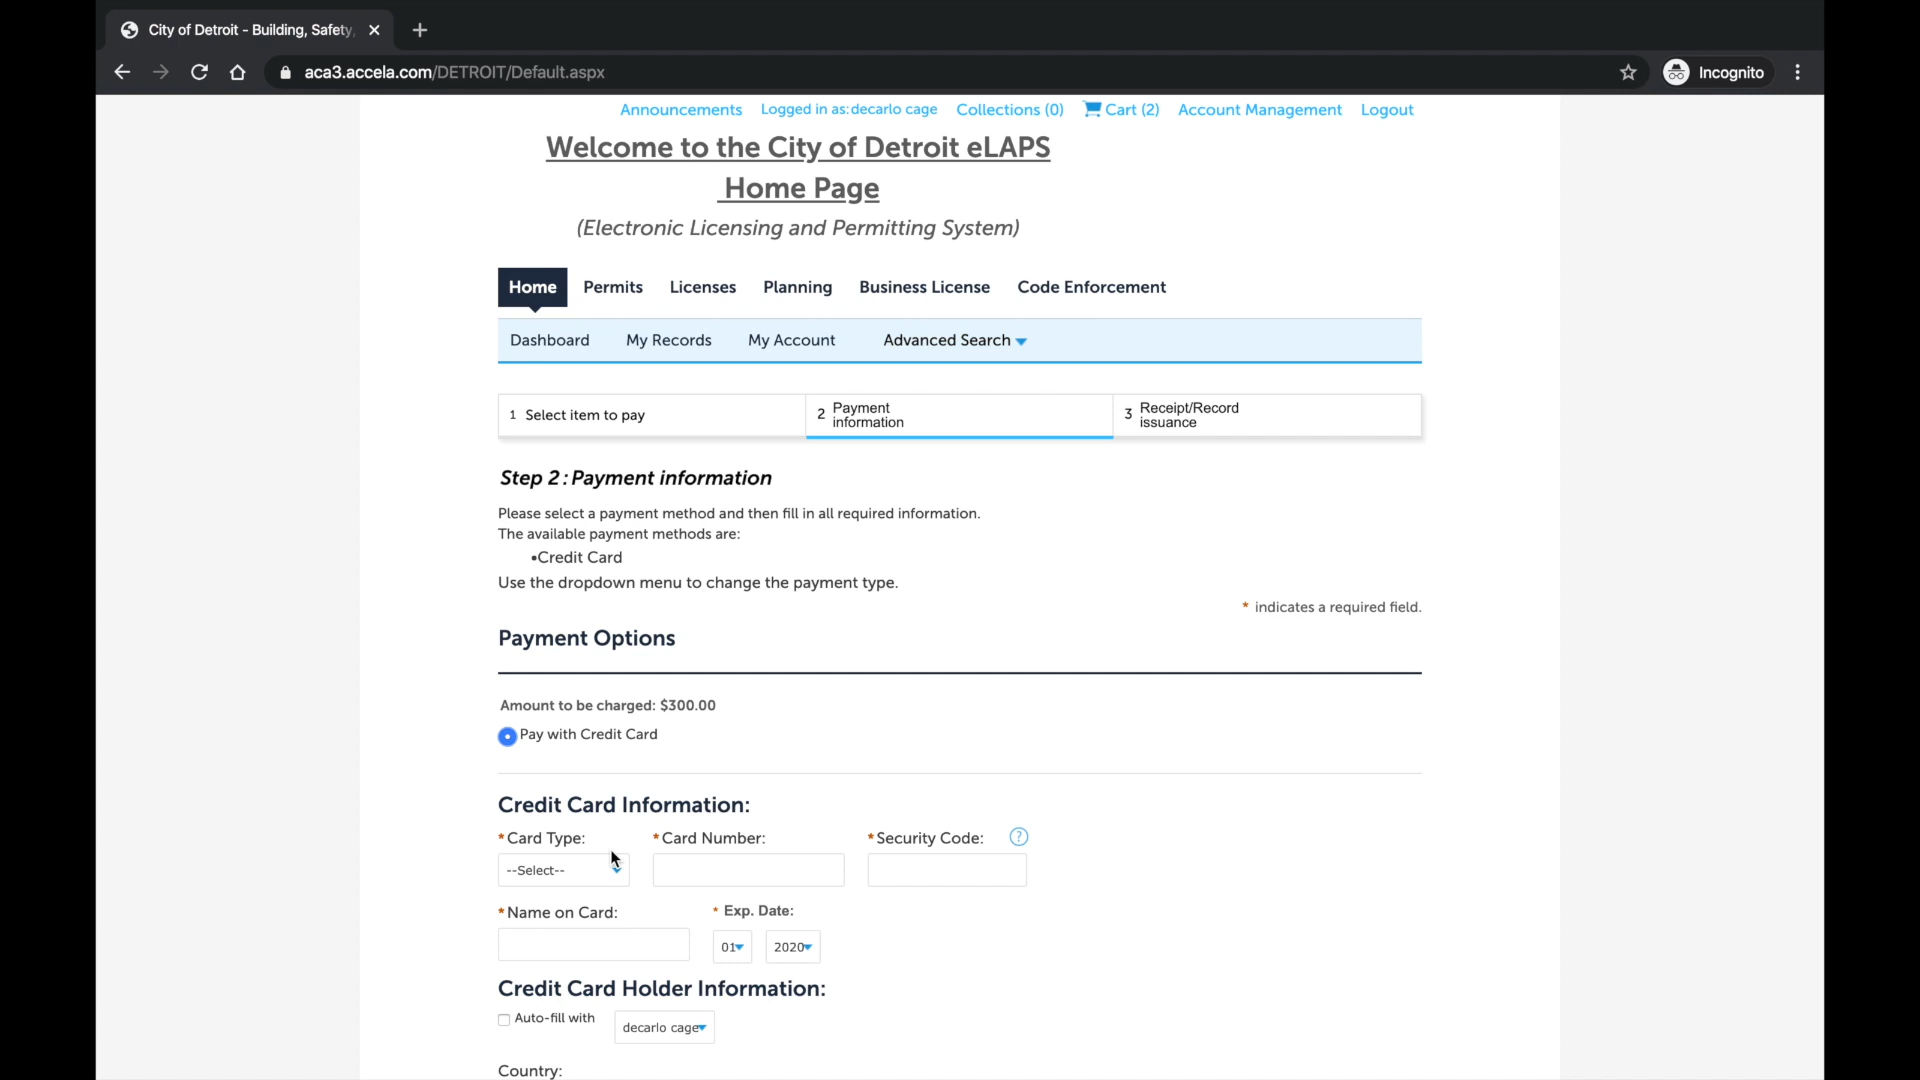 City of Detroit - Building, Safety,
aca3.accela.com/DETROIT/Default.aspx
Incognito
Announcements Logged in as: decarlo cage Collections (0) Cart (2) Account Management Logout
Welcome to the City of Detroit eLAPS
Home Page
(Electronic Licensing and Permitting System)
Home Permits Licenses Planning Business License Code Enforcement
Dashboard My Records My Account Advanced Search
1 Select item to pay
2 Payment
information
3 Receipt/Record
issuance
Step 2: Payment information
Please select a payment method and then fill in all required information.
The available payment methods are:
•Credit Card
Use the dropdown menu to change the payment type.
* indicates a required field.
Payment Options
Amount to be charged: $300.00
Pay with Credit Card
Credit Card Information:
*Card Type: *Card Number: *Security Code: ?
--Select--
*Name on Card: * Exp. Date:
01 2020
Credit Card Holder Information:
Auto-fill with decarlo cage
Country: